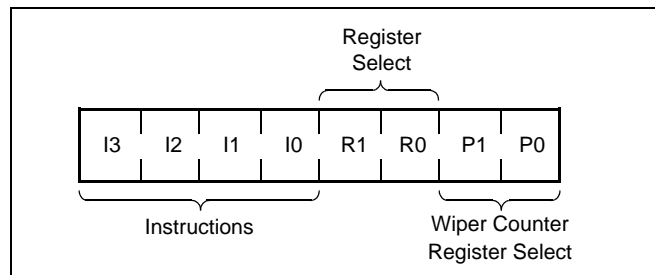 Register
Select
I3 I2 I1 I0 R1 R0 P1 P0
Instructions
Wiper Counter
Register Select